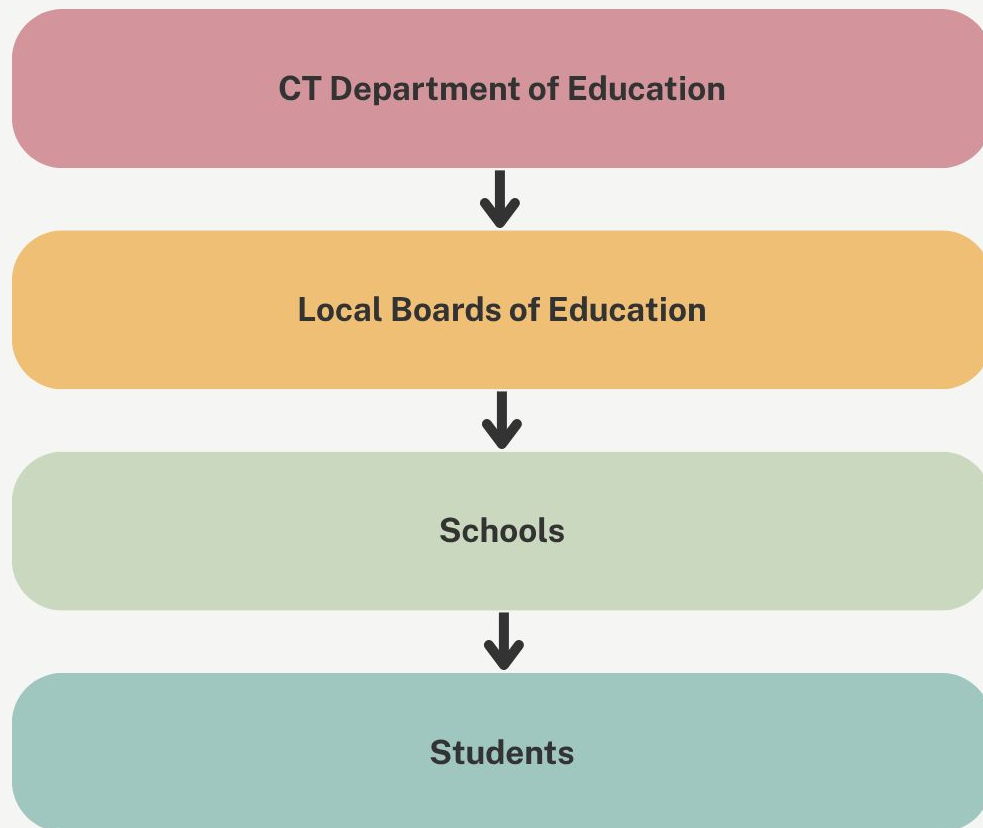 CT Department of Education
Local Boards of Education
Schools
Students